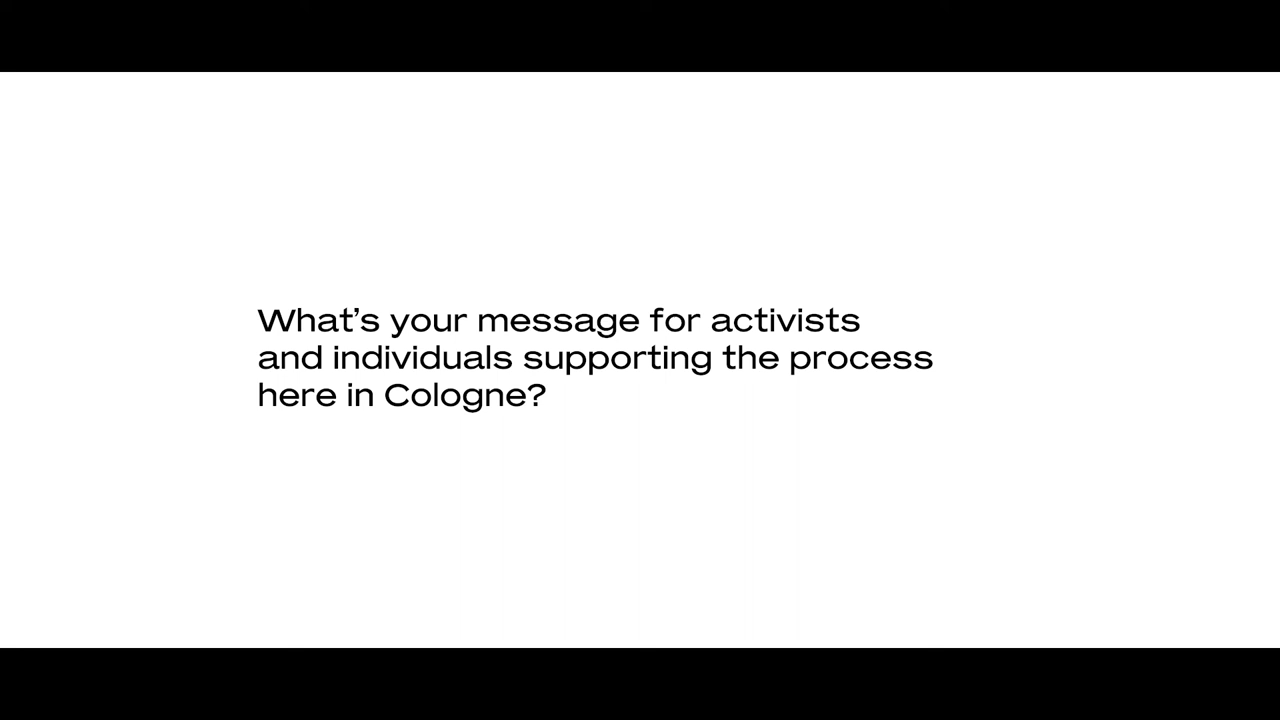 What’s your message for activists
and individuals supporting the process
here in Cologne?